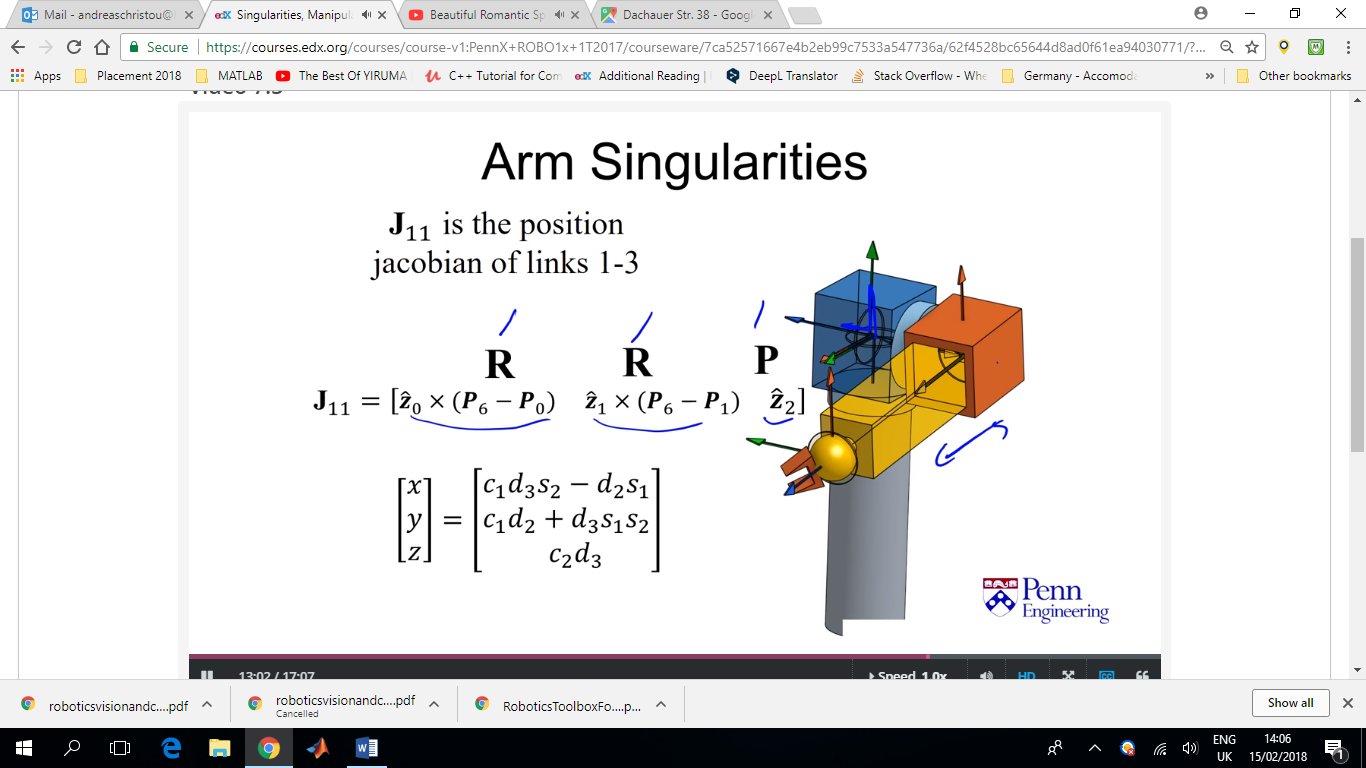 Mail - andreaschristou@
Singularities, Manipul
Beautiful Romantic Sp
Dachauer Str. 38 - Goog
Secure | https://courses.edx.org/courses/course-v1:PennX+ROBO1x+1T2017/courseware/7ca52571667e4b2eb99c7533a547736a/62f4528bc65644d8ad0f61ea94030771/?...
Apps Placement 2018 MATLAB The Best Of YIRUMA C++ Tutorial for Com Additional Reading | DeepL Translator Stack Overflow - Whe Germany - Accomoda » Other bookmarks
Arm Singularities
J₁₁ is the position
jacobian of links 1-3
R R P
J₁₁ = [ẑ₀ × (P₆ − P₀) ẑ₁ × (P₆ − P₁) ẑ₂]
[x] = [c₁d₃s₂ − d₂s₁]
[y] = [c₁d₂ + d₃s₁s₂]
[z] = [c₂d₃]
Penn
Engineering
13:02 / 17:07 Speed 1.0x HD CC
roboticsvisionandc....pdf
roboticsvisionandc....pdf
Cancelled
RoboticsToolboxFo....p...
Show all
ENG
UK
14:06
15/02/2018
1